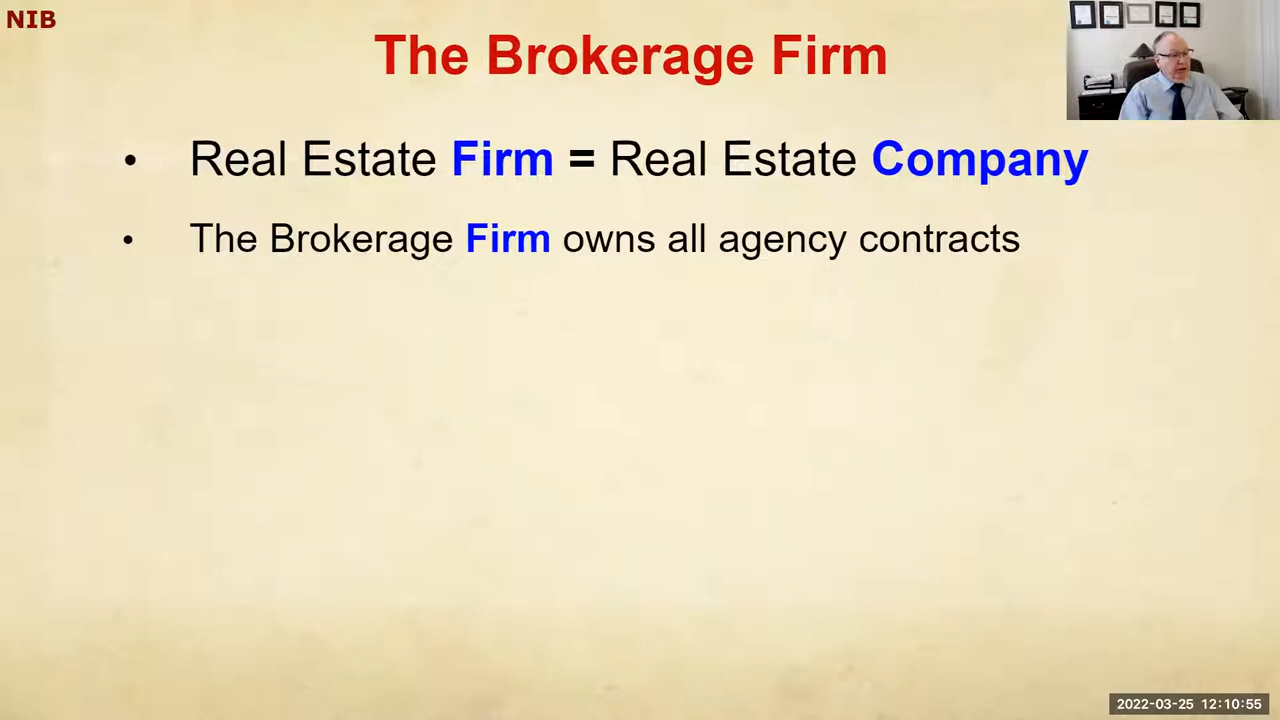 NIB
The Brokerage Firm
• Real Estate Firm = Real Estate Company
• The Brokerage Firm owns all agency contracts
2022-03-25 12:10:55